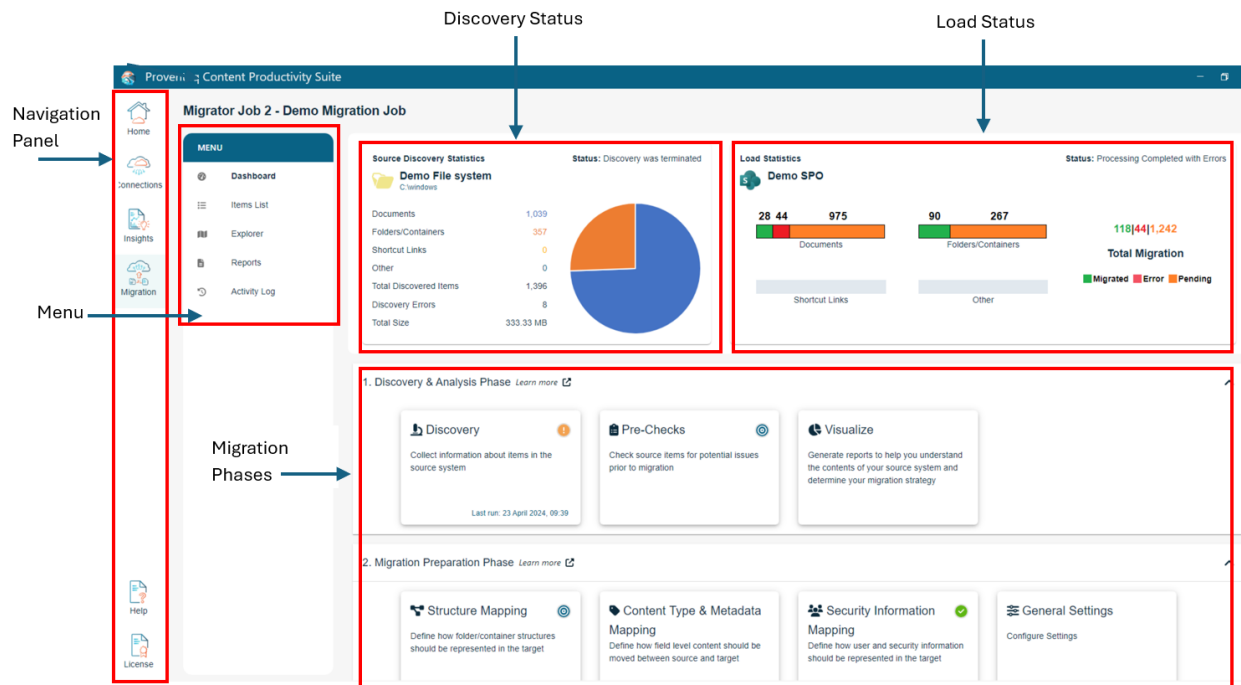 Discovery Status
Load Status
Content Productivity Suite
Navigation
Panel
Home
Connections
Insights
Migration
Help
License
Migrator Job 2 - Demo Migration Job
MENU
Dashboard
Items List
Explorer
Reports
Activity Log
Menu
Source Discovery Statistics
Status: Discovery was terminated
Demo File system
C:\windows
Documents 1,039
Folders/Containers 357
Shortcut Links 0
Other 0
Total Discovered Items 1,396
Discovery Errors 8
Total Size 333.33 MB
Load Statistics
Status: Processing Completed with Errors
Demo SPO
28 44 975
Documents
90 267
Folders/Containers
Shortcut Links
Other
118|44|1,242
Total Migration
Migrated Error Pending
Migration
Phases
1. Discovery & Analysis Phase Learn more
Discovery
Collect information about items in the
source system
Last run: 23 April 2024, 09:39
Pre-Checks
Check source items for potential issues
prior to migration
Visualize
Generate reports to help you understand
the contents of your source system and
determine your migration strategy
2. Migration Preparation Phase Learn more
Structure Mapping
Define how folder/container structures
should be represented in the target
Content Type & Metadata
Mapping
Define how field level content should be
moved between source and target
Security Information
Mapping
Define how user and security information
should be represented in the target
General Settings
Configure Settings